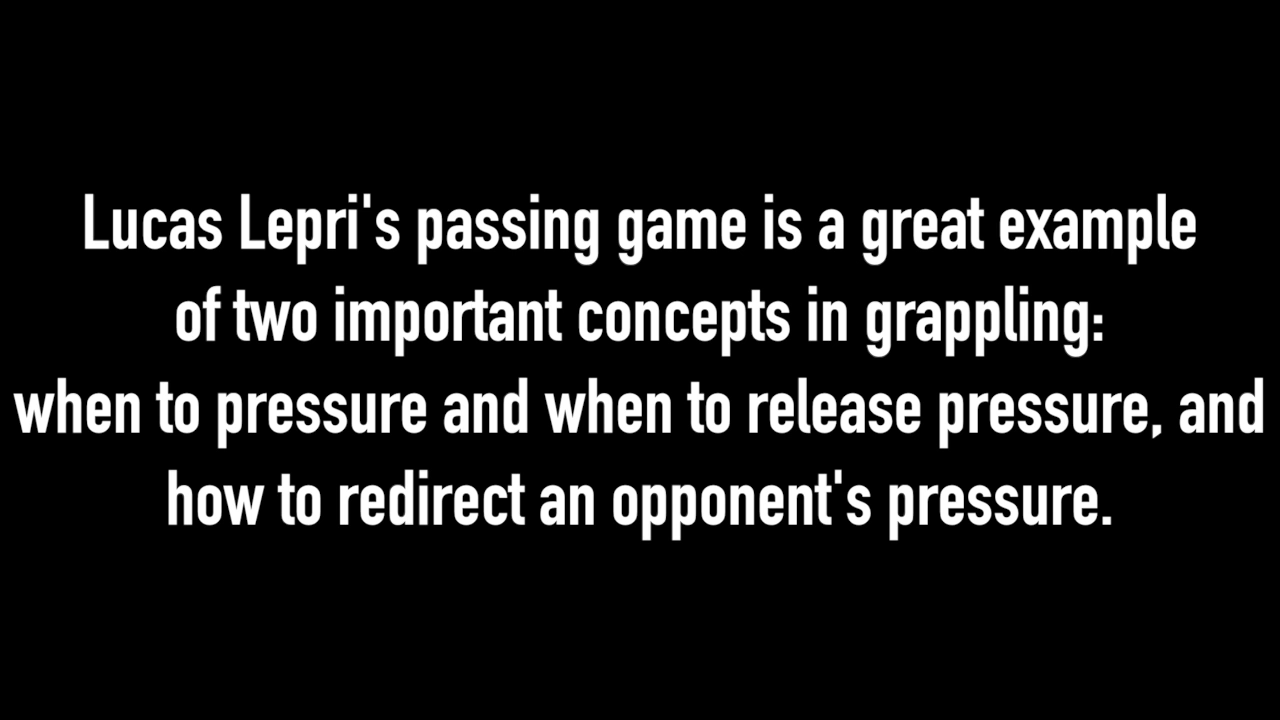 Lucas Lepri's passing game is a great example
of two important concepts in grappling:
when to pressure and when to release pressure, and
how to redirect an opponent's pressure.